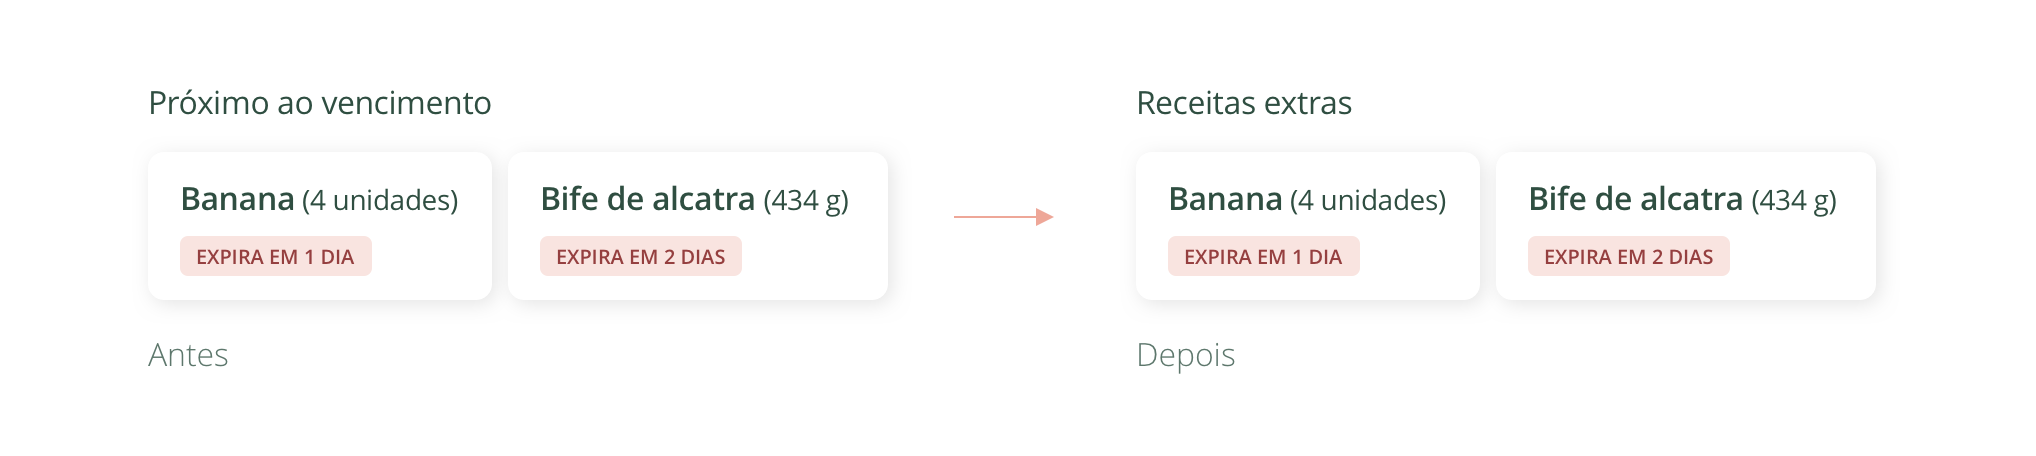 Próximo ao vencimento
Banana (4 unidades)
EXPIRA EM 1 DIA
Bife de alcatra (434 g)
EXPIRA EM 2 DIAS
Antes
Receitas extras
Banana (4 unidades)
EXPIRA EM 1 DIA
Bife de alcatra (434 g)
EXPIRA EM 2 DIAS
Depois